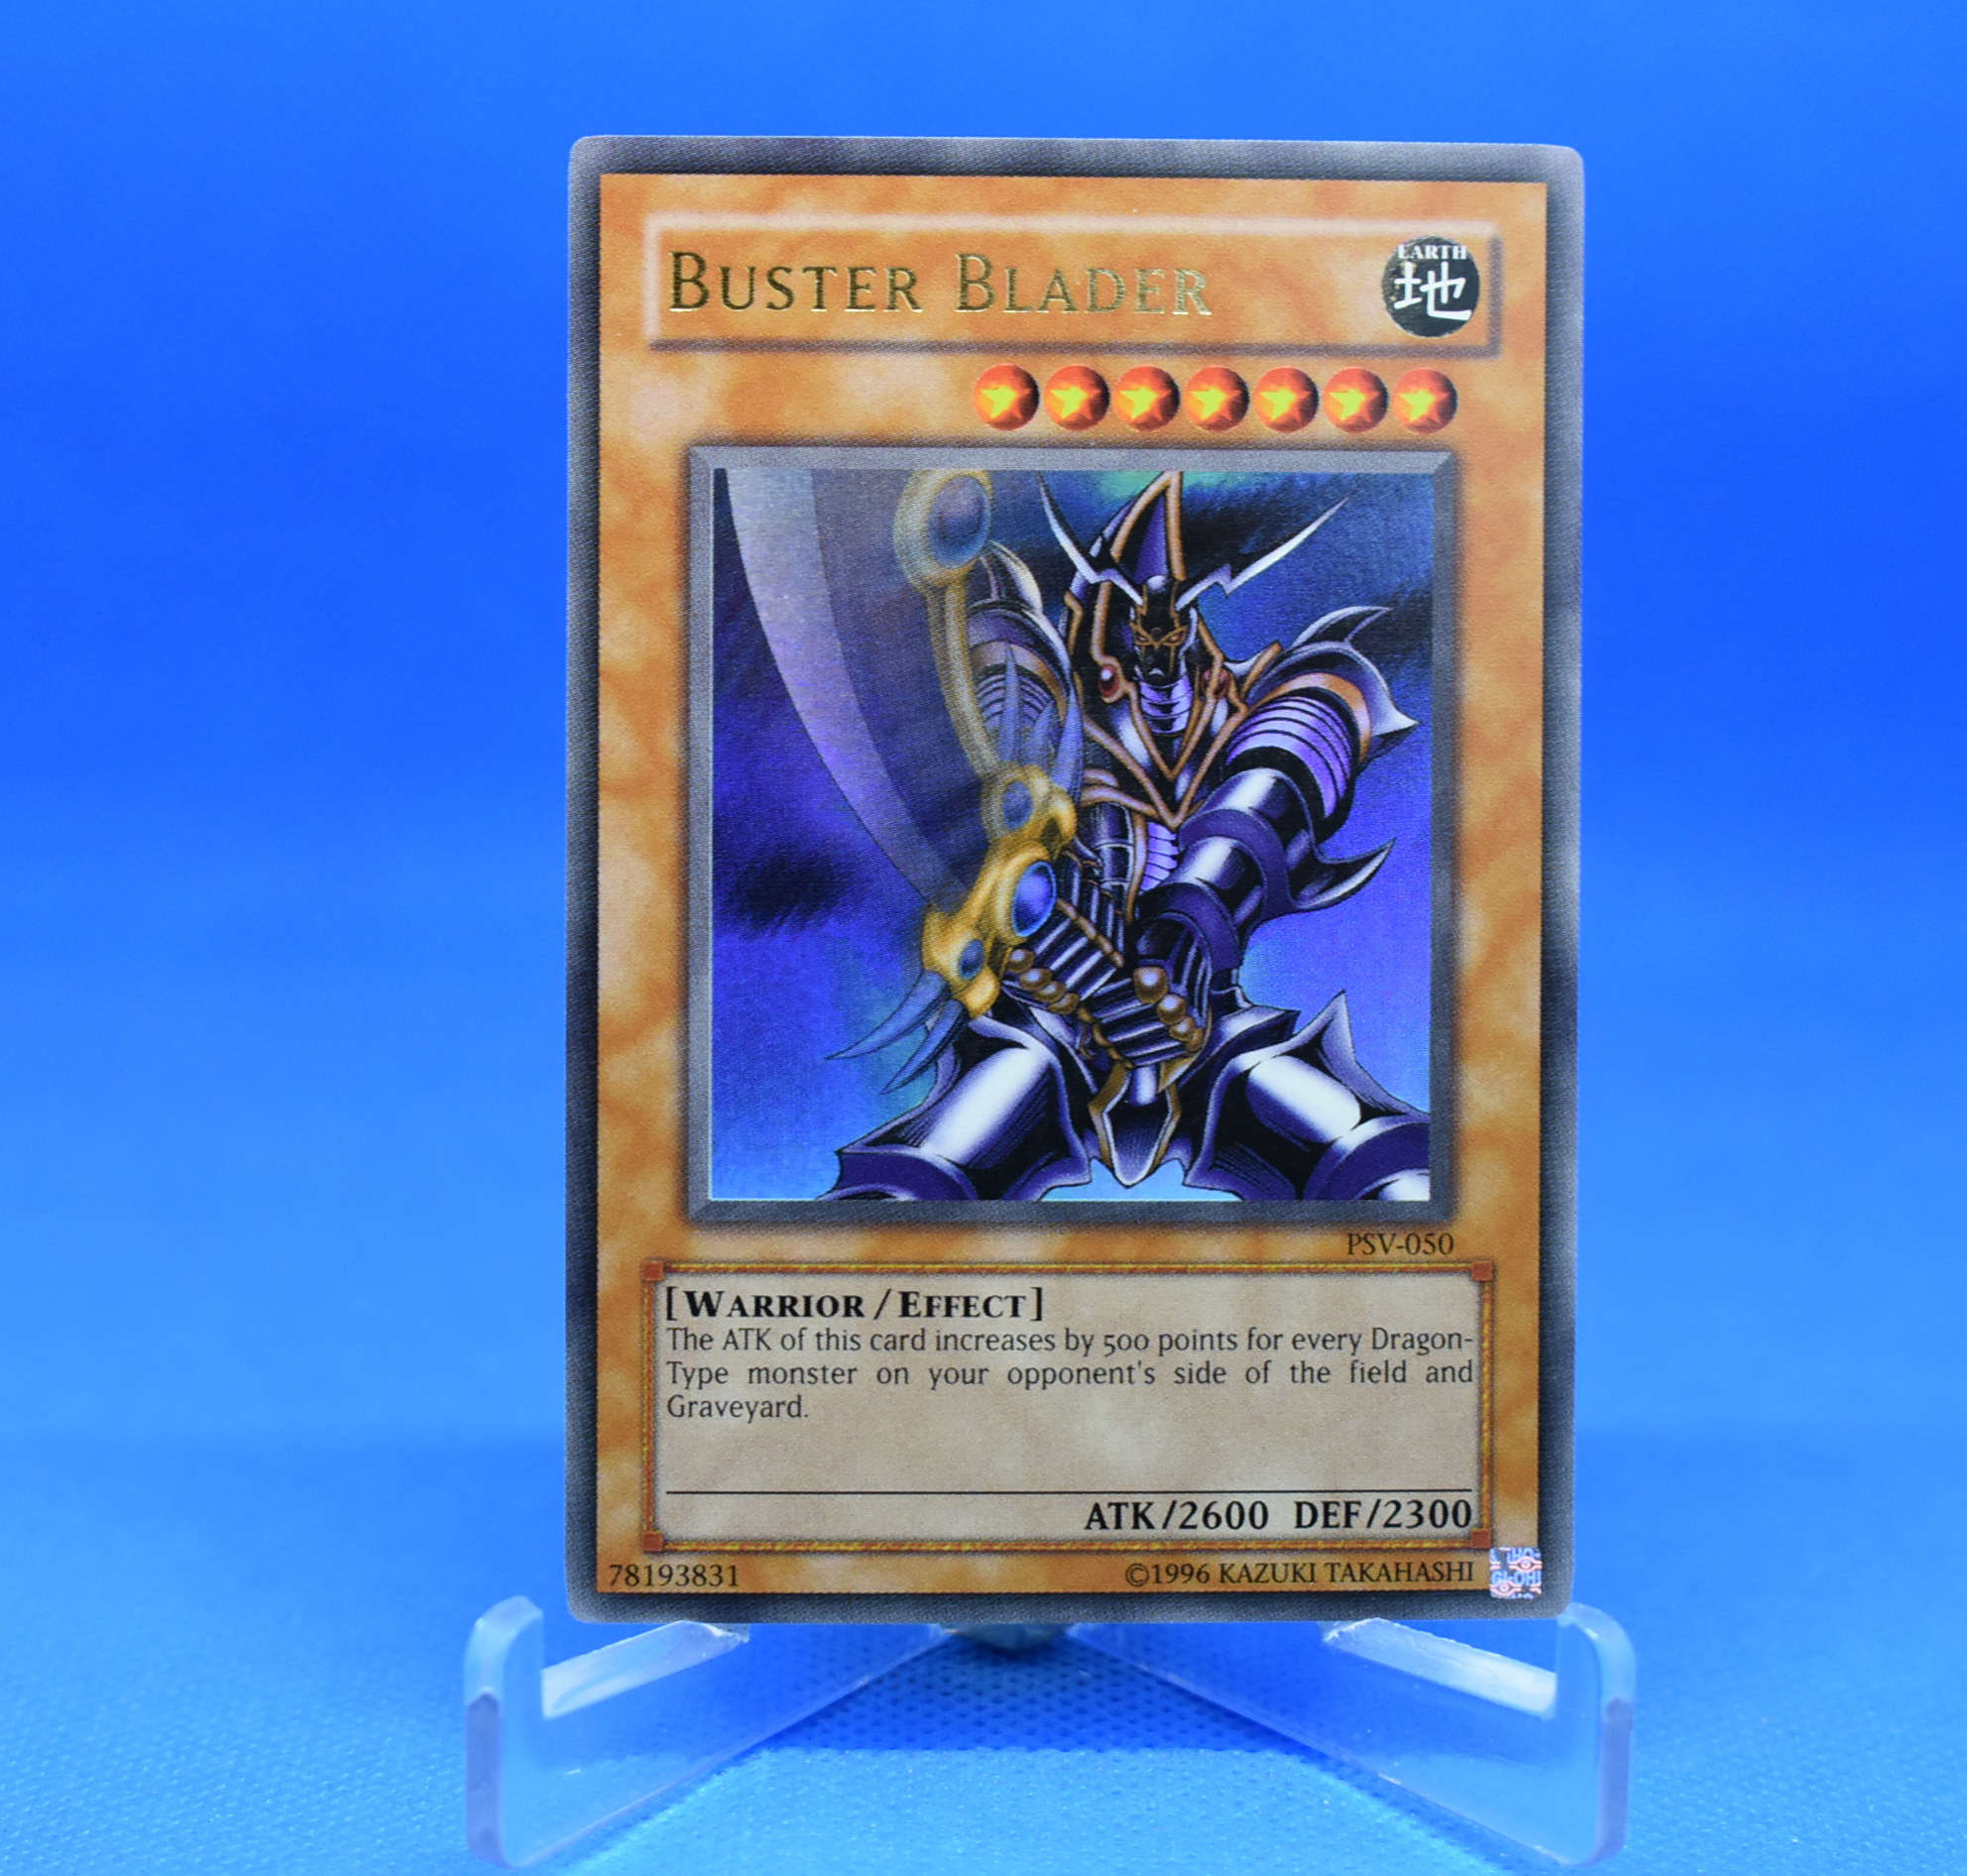 BUSTER BLADER
EARTH
地
PSV-050
[WARRIOR/EFFECT]
The ATK of this card increases by 500 points for every Dragon-
Type monster on your opponent's side of the field and
Graveyard.
ATK/2600 DEF/2300
78193831 ©1996 KAZUKI TAKAHASHI